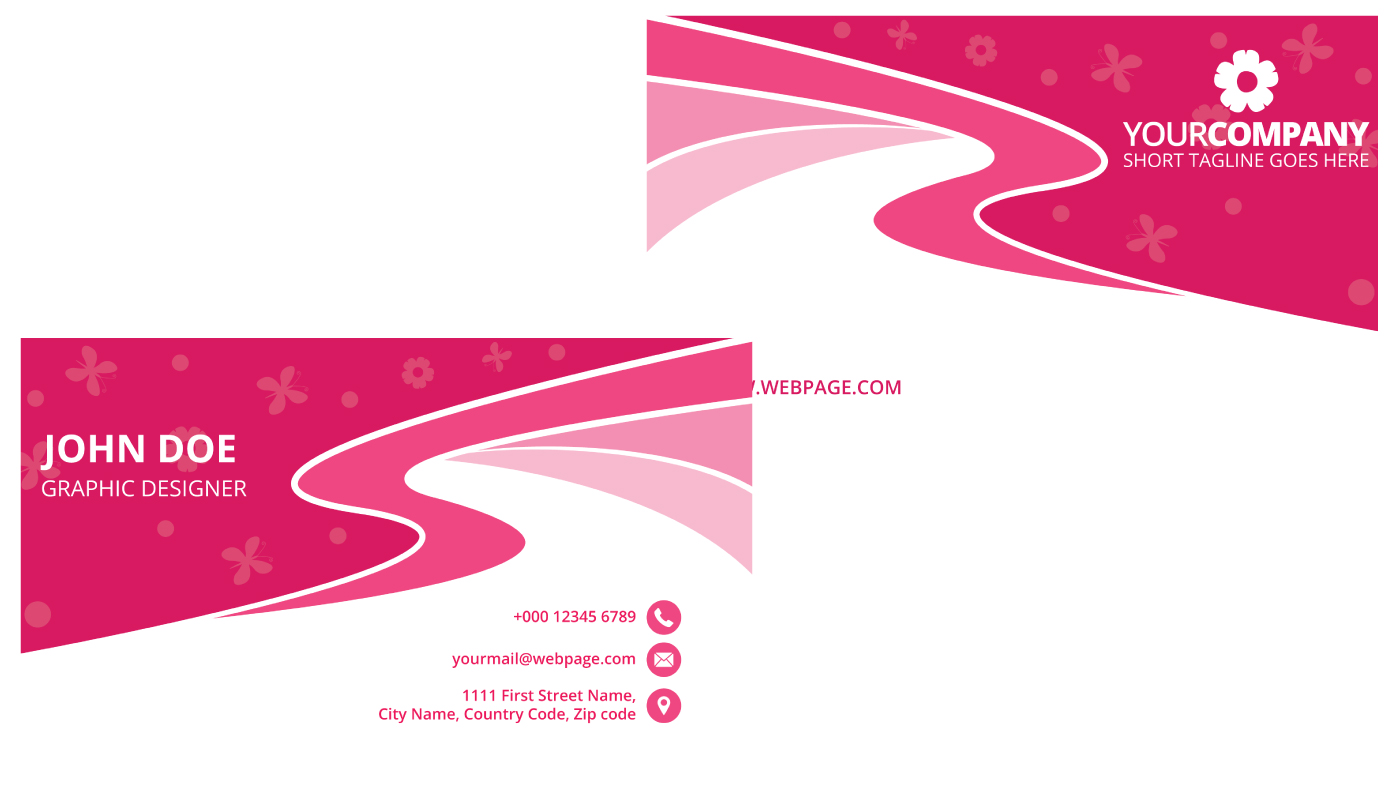 YOURCOMPANY
SHORT TAGLINE GOES HERE
.WEBPAGE.COM
JOHN DOE
GRAPHIC DESIGNER
+000 12345 6789
yourmail@webpage.com
1111 First Street Name,
City Name, Country Code, Zip code